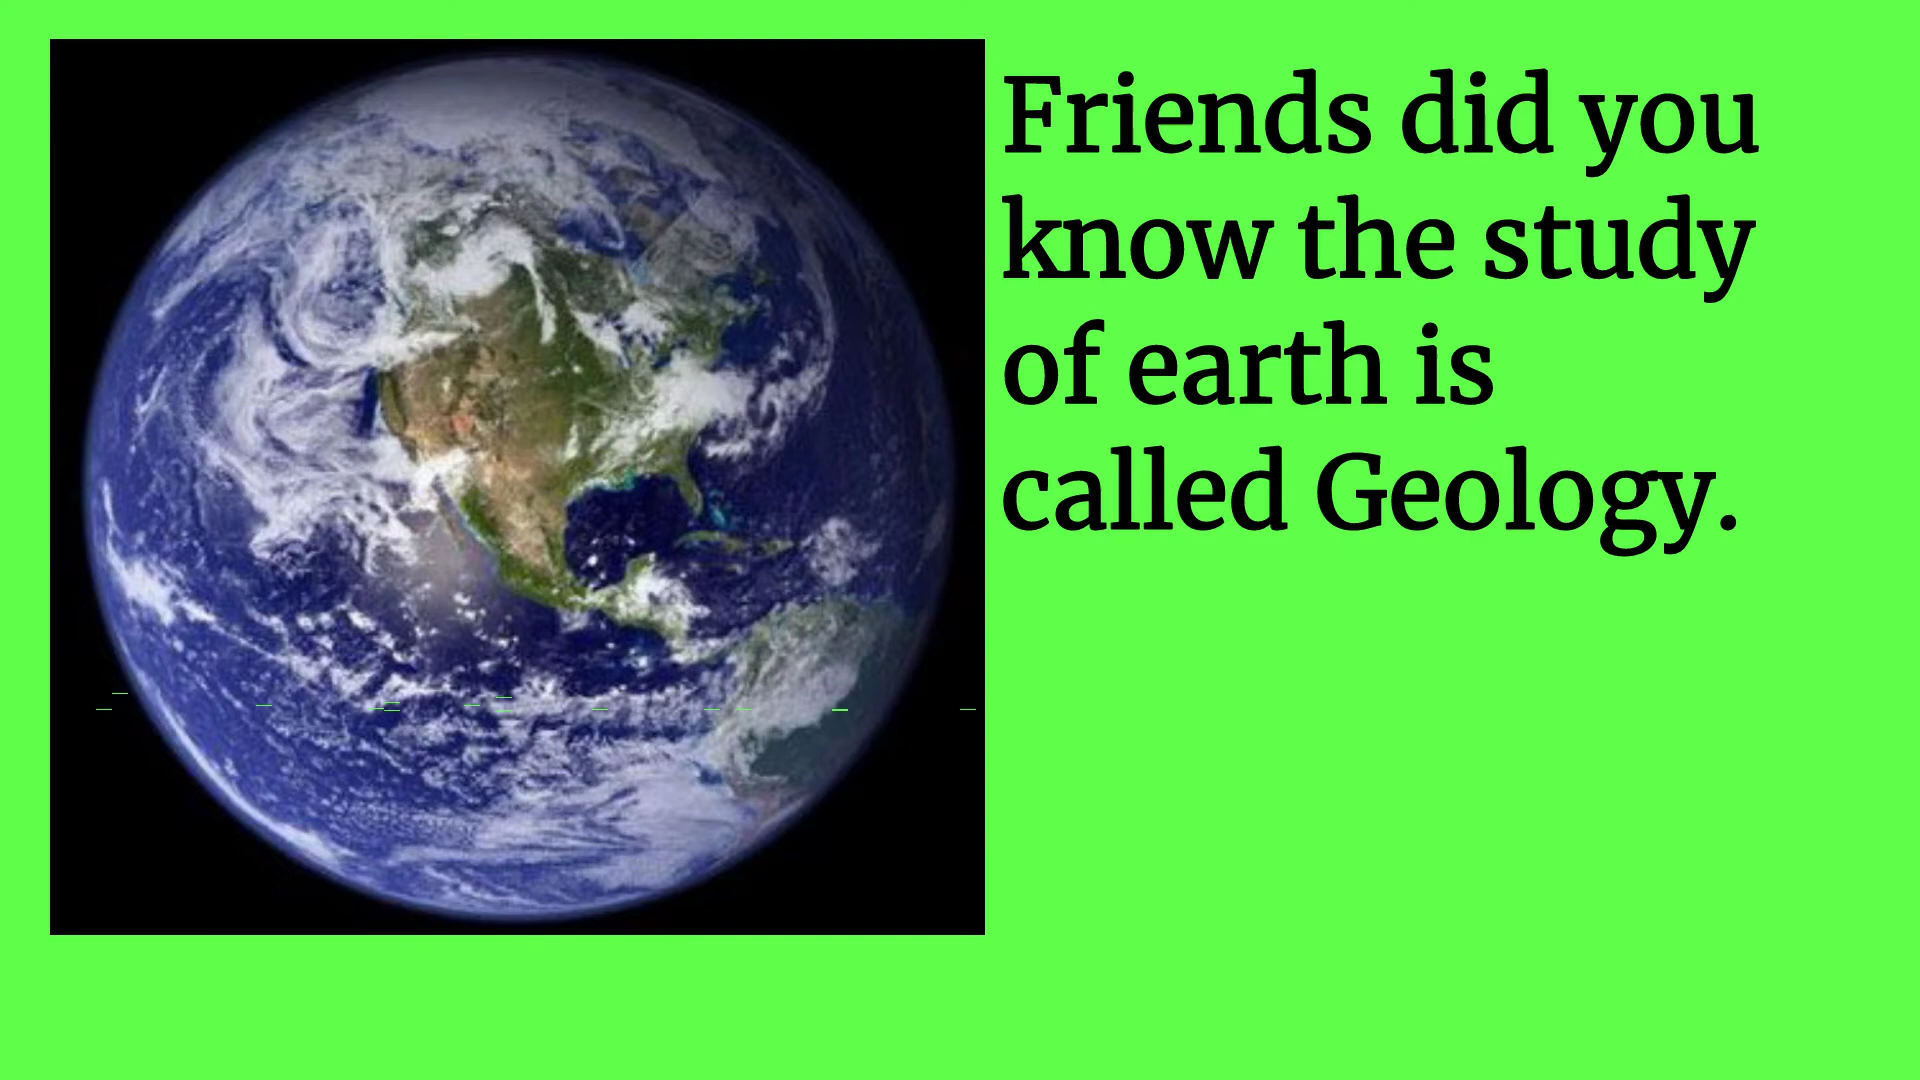 Friends did you
know the study
of earth is
called Geology.